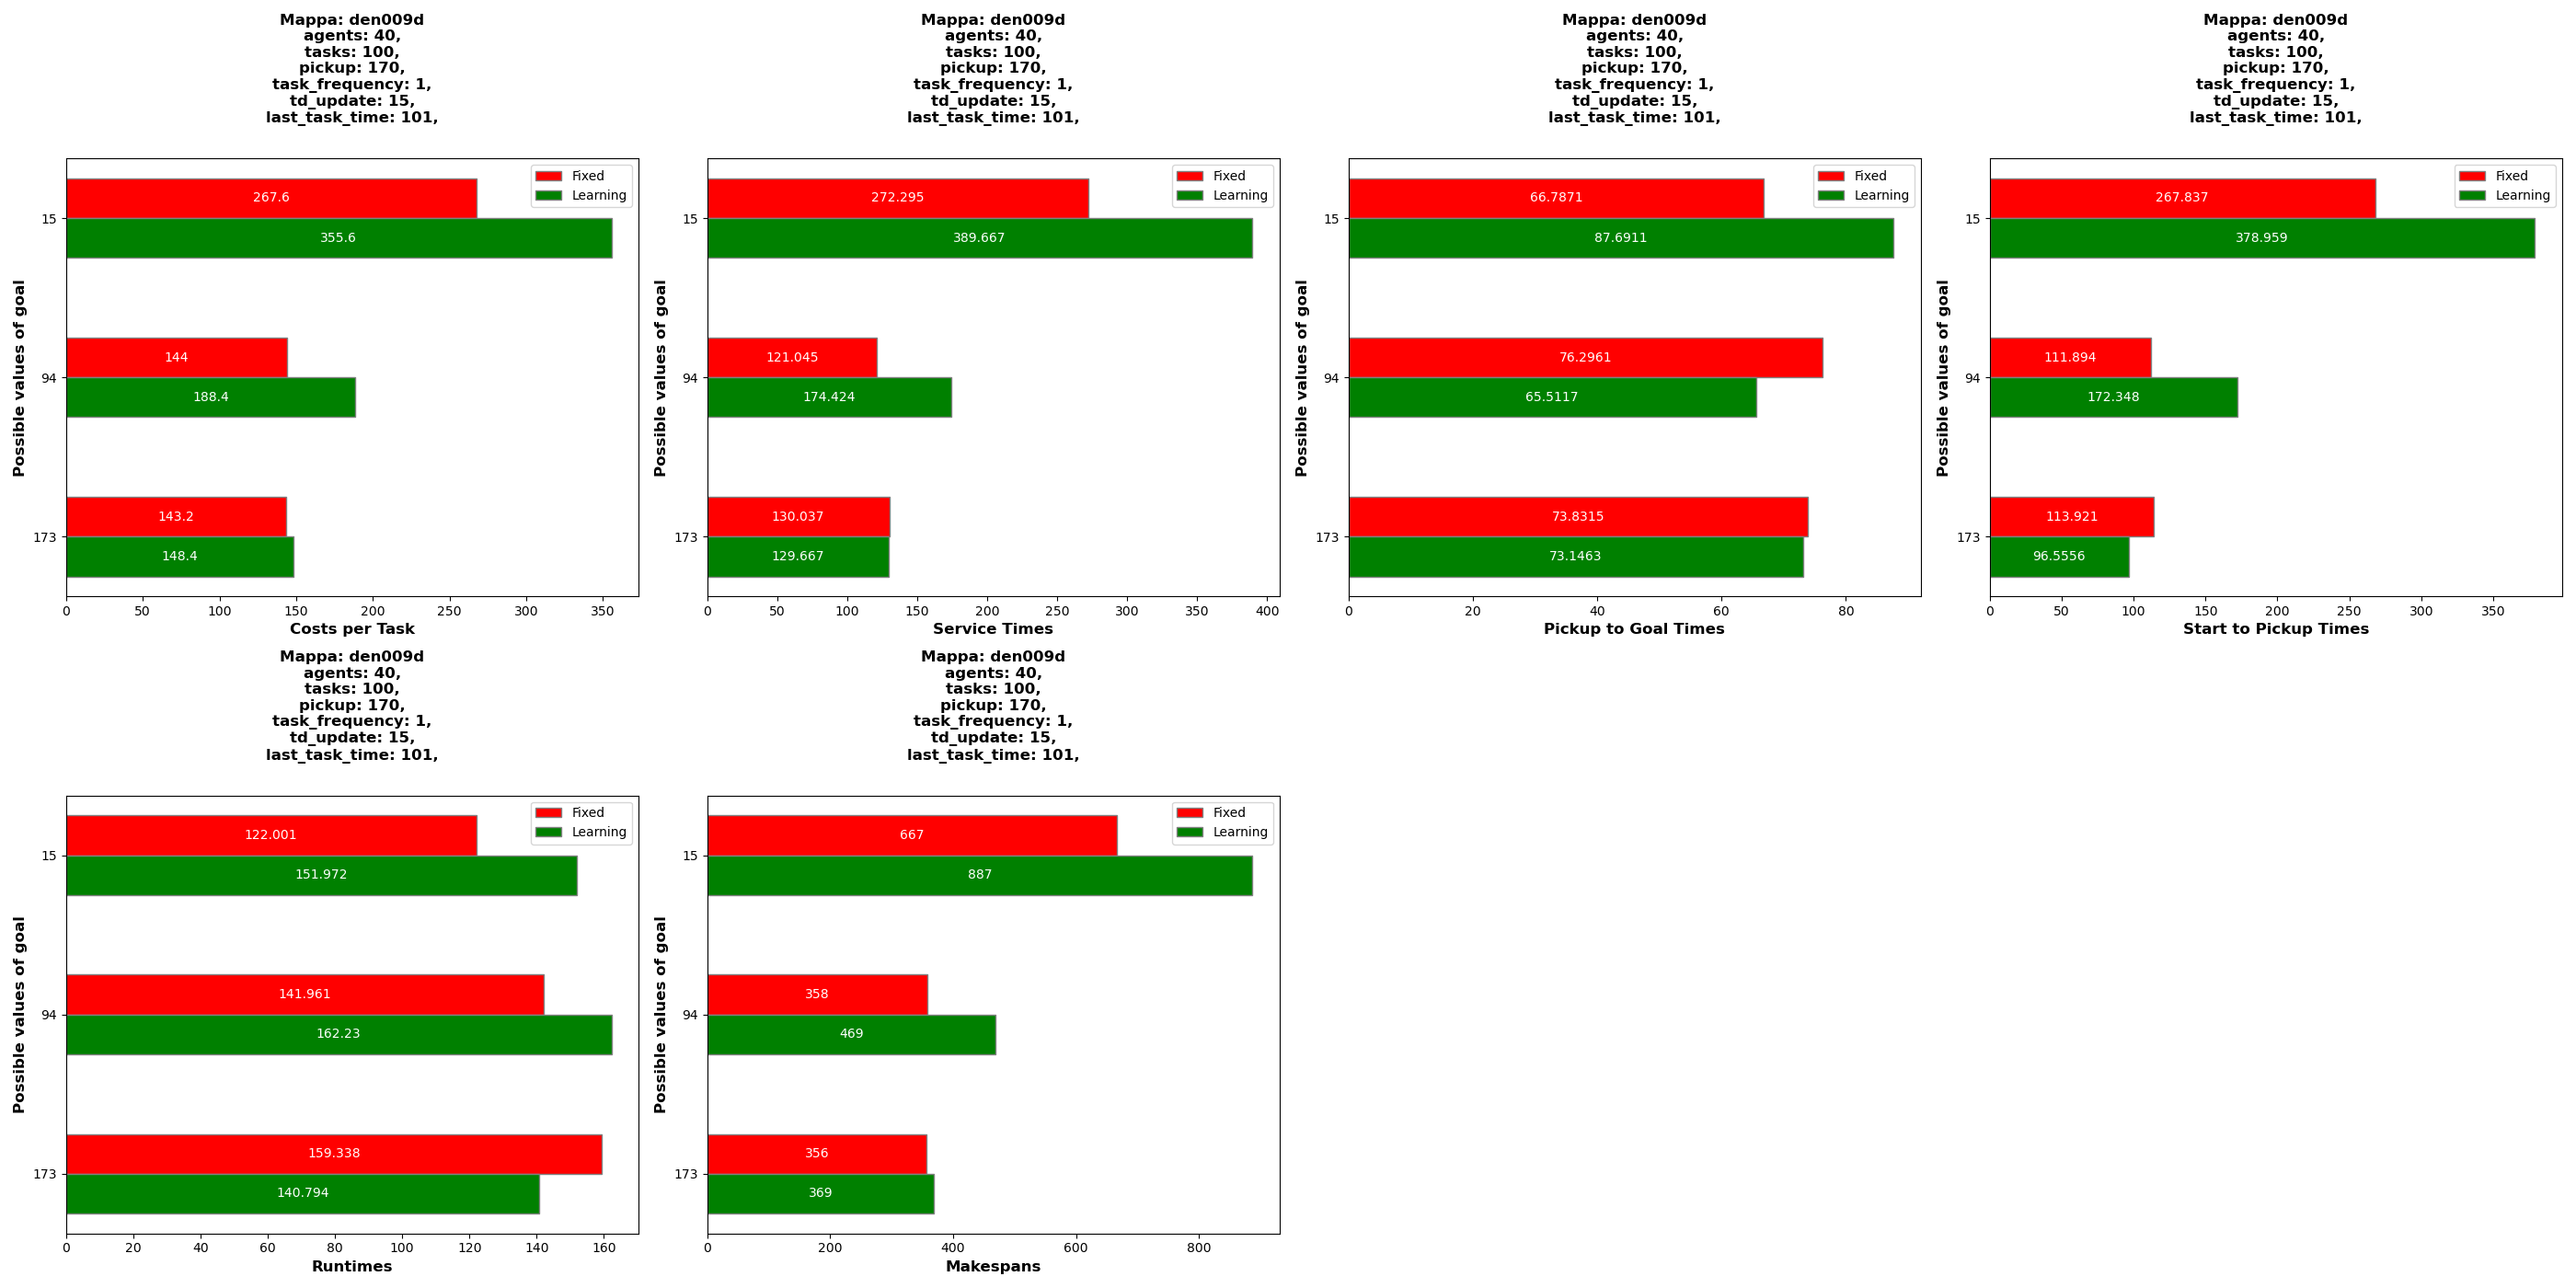 Mappa: den009d
agents: 40,
tasks: 100,
pickup: 170,
task_frequency: 1,
td_update: 15,
last_task_time: 101,
Fixed
Learning
267.6
15
355.6
144
94
188.4
143.2
173
148.4
Possible values of goal
0 50 100 150 200 250 300 350
Costs per Task
Mappa: den009d
agents: 40,
tasks: 100,
pickup: 170,
task_frequency: 1,
td_update: 15,
last_task_time: 101,
Fixed
Learning
272.295
15
389.667
121.045
94
174.424
130.037
173
129.667
Possible values of goal
0 50 100 150 200 250 300 350 400
Service Times
Mappa: den009d
agents: 40,
tasks: 100,
pickup: 170,
task_frequency: 1,
td_update: 15,
last_task_time: 101,
Fixed
Learning
66.7871
15
87.6911
76.2961
94
65.5117
73.8315
173
73.1463
Possible values of goal
0 20 40 60 80
Pickup to Goal Times
Mappa: den009d
agents: 40,
tasks: 100,
pickup: 170,
task_frequency: 1,
td_update: 15,
last_task_time: 101,
Fixed
Learning
267.837
15
378.959
111.894
94
172.348
113.921
173
96.5556
Possible values of goal
0 50 100 150 200 250 300 350
Start to Pickup Times
Mappa: den009d
agents: 40,
tasks: 100,
pickup: 170,
task_frequency: 1,
td_update: 15,
last_task_time: 101,
Fixed
Learning
122.001
15
151.972
141.961
94
162.23
159.338
173
140.794
Possible values of goal
0 20 40 60 80 100 120 140 160
Runtimes
Mappa: den009d
agents: 40,
tasks: 100,
pickup: 170,
task_frequency: 1,
td_update: 15,
last_task_time: 101,
Fixed
Learning
667
15
887
358
94
469
356
173
369
Possible values of goal
0 200 400 600 800
Makespans